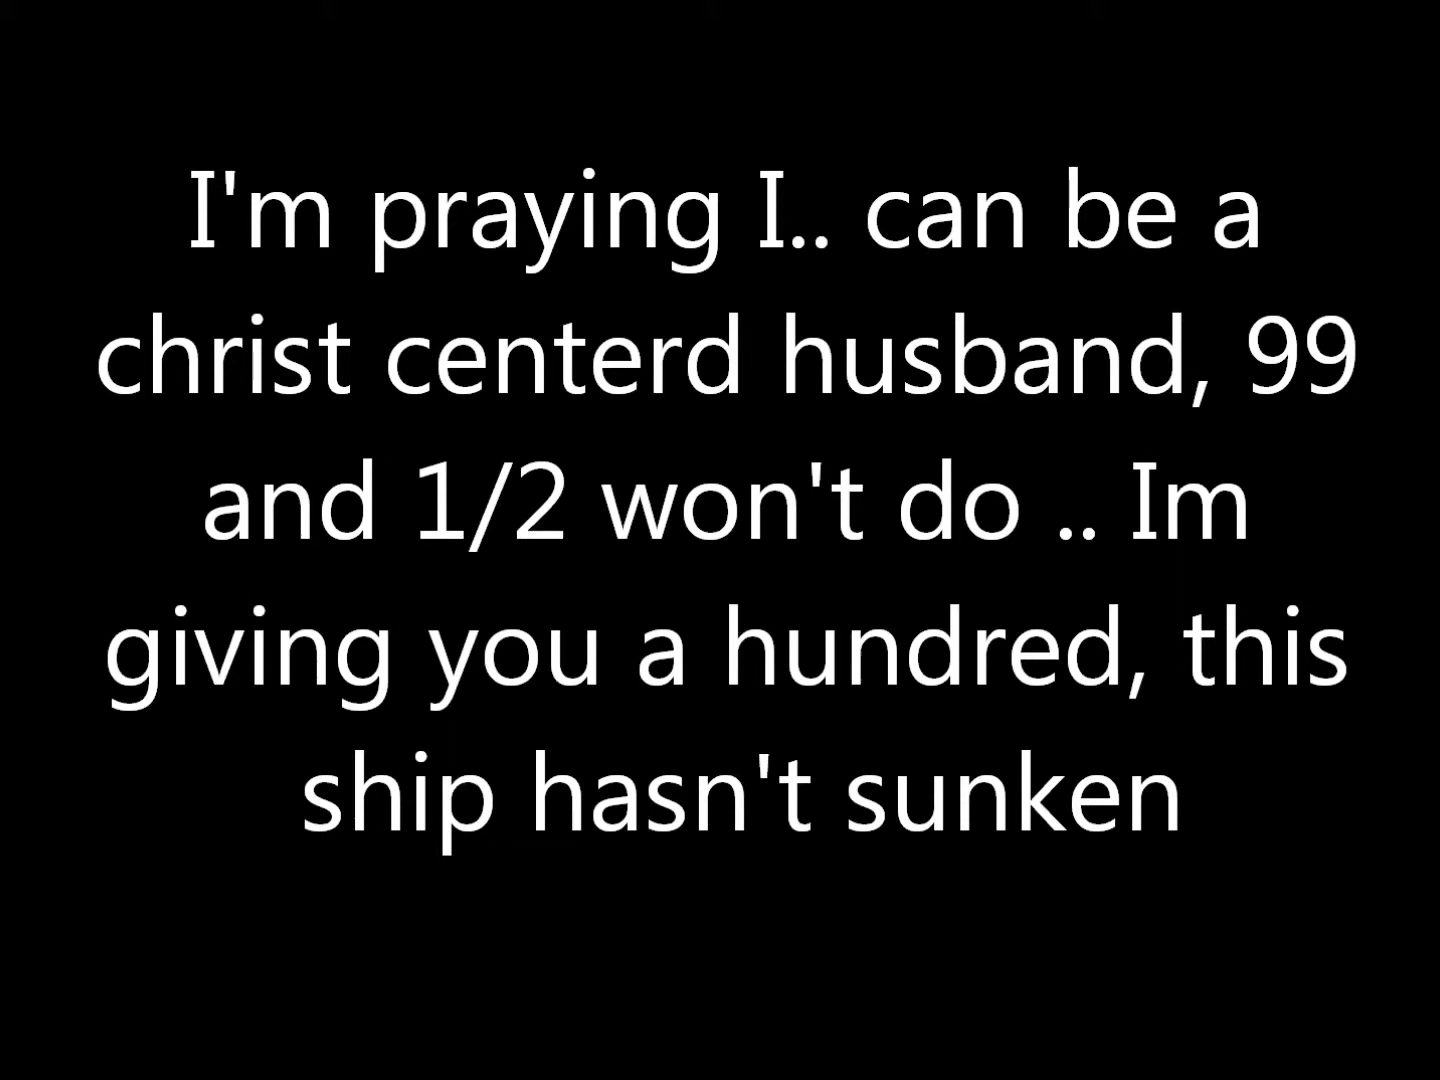 I'm praying I.. can be a
christ centerd husband, 99
and 1/2 won't do .. Im
giving you a hundred, this
ship hasn't sunken